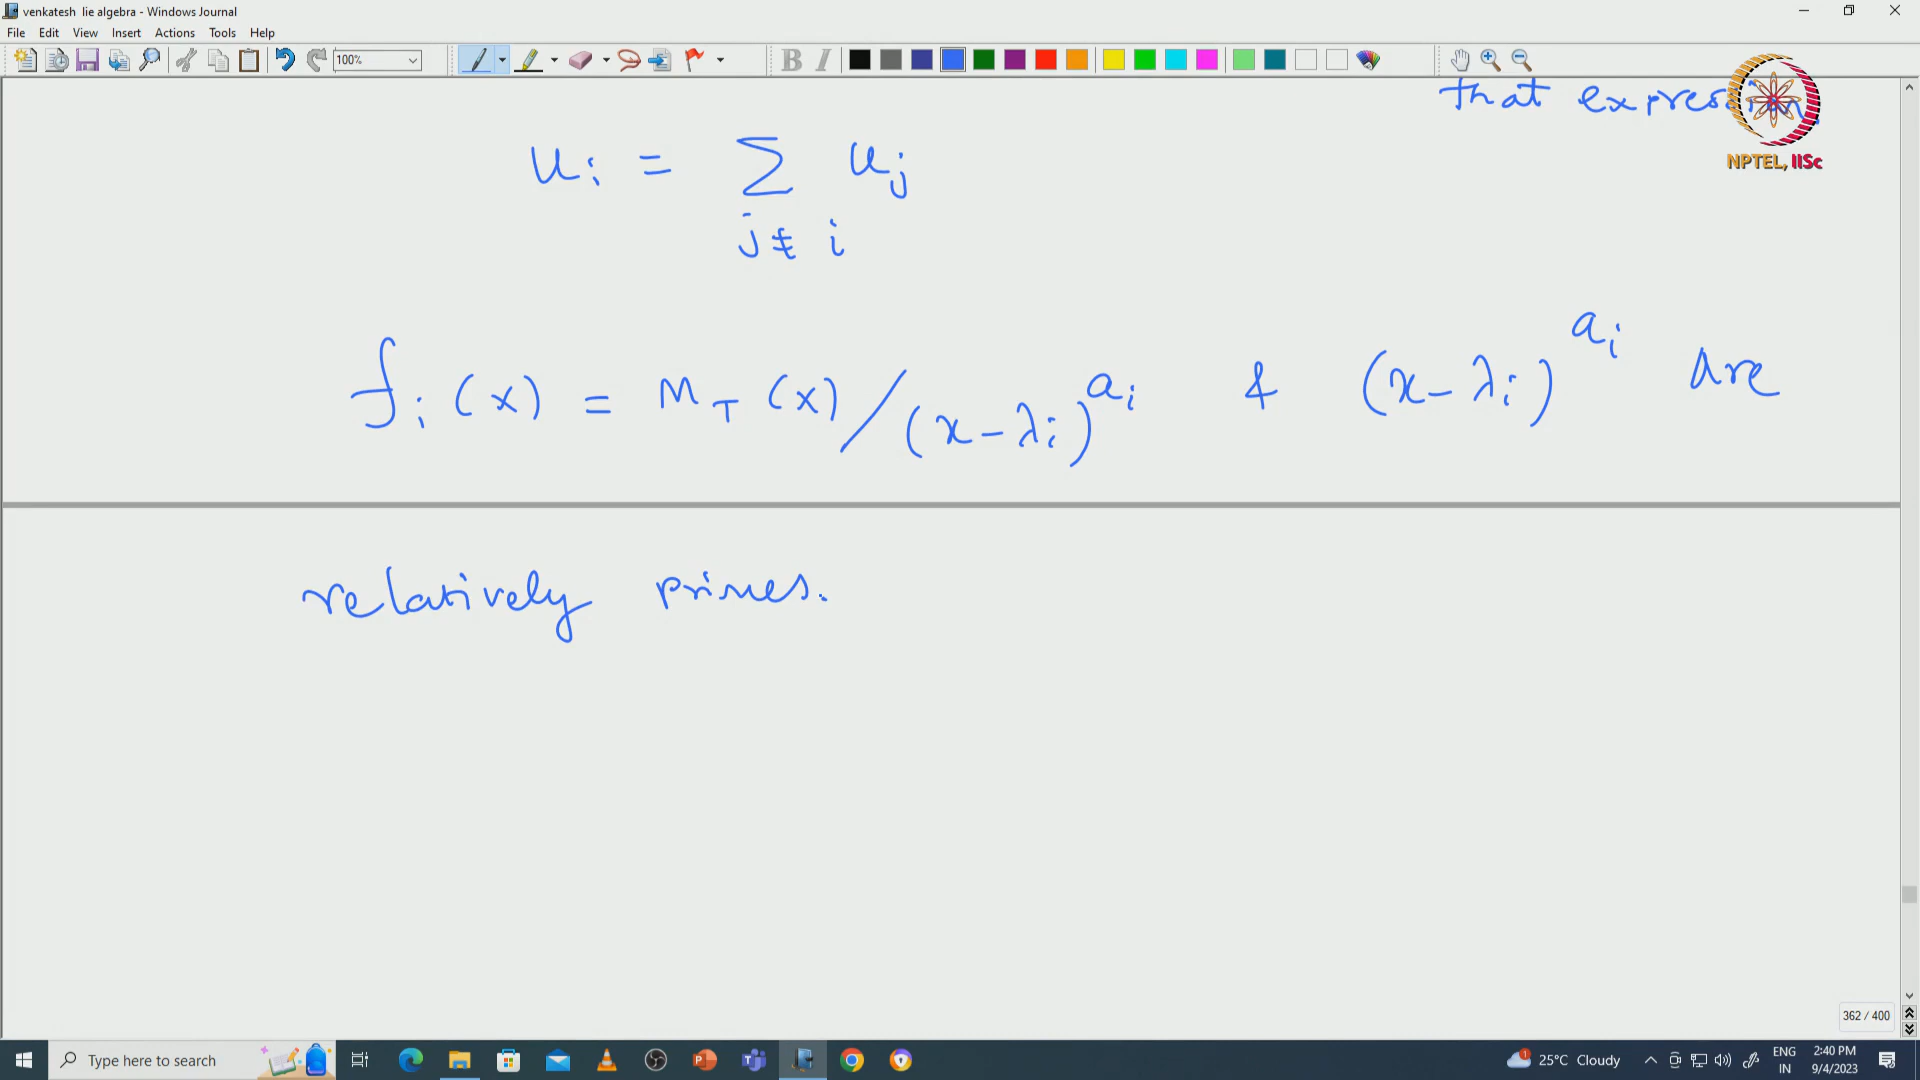 venkatesh lie algebra - Windows Journal
File Edit View Insert Actions Tools Help
100%
that expression
NPTEL, IISc
u_i = Σ_{j≠i} u_j
f_i(x) = M_T(x)/(x-λ_i)^{a_i} & (x-λ_i)^{a_i} are
relatively primes.
362 / 400
Type here to search
25°C Cloudy
ENG
IN
2:40 PM
9/4/2023